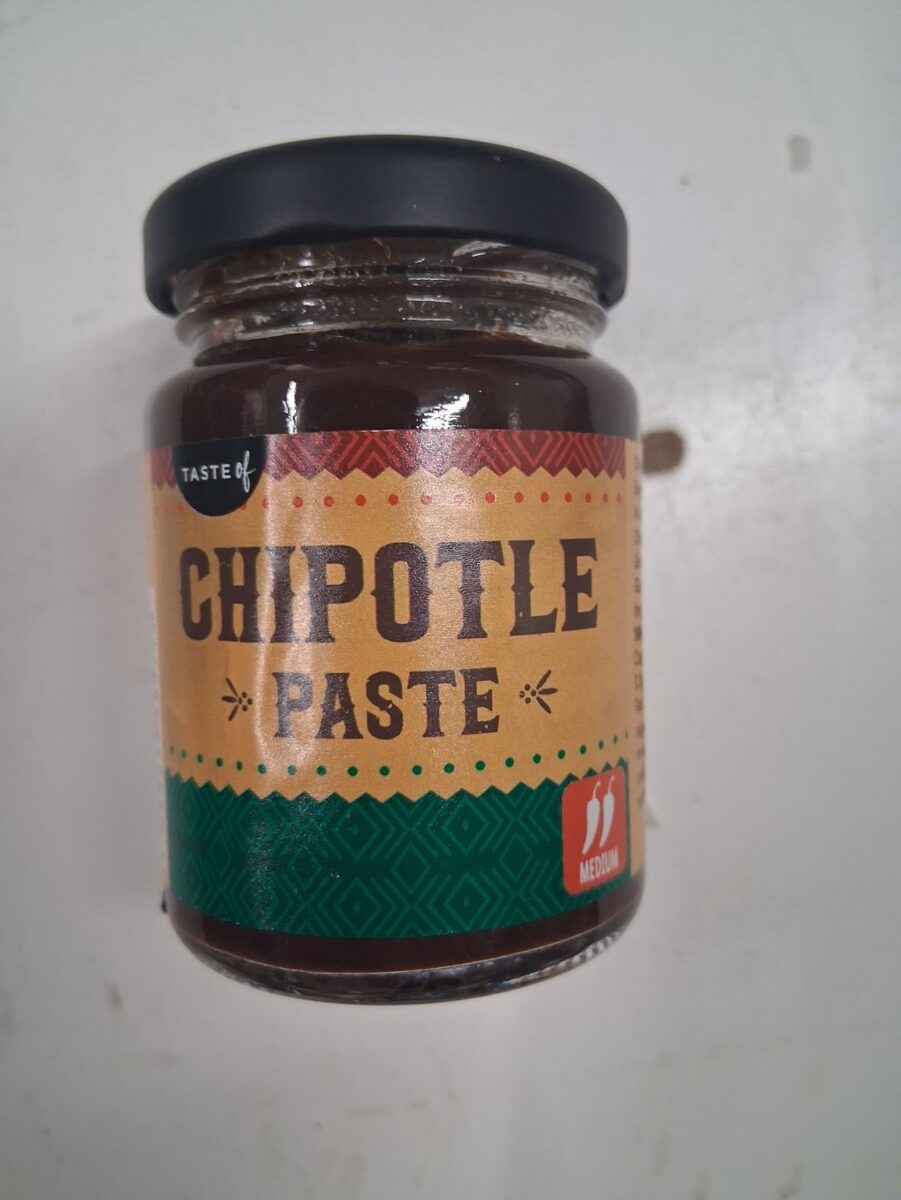 TASTE of
CHIPOTLE
PASTE
MEDIUM